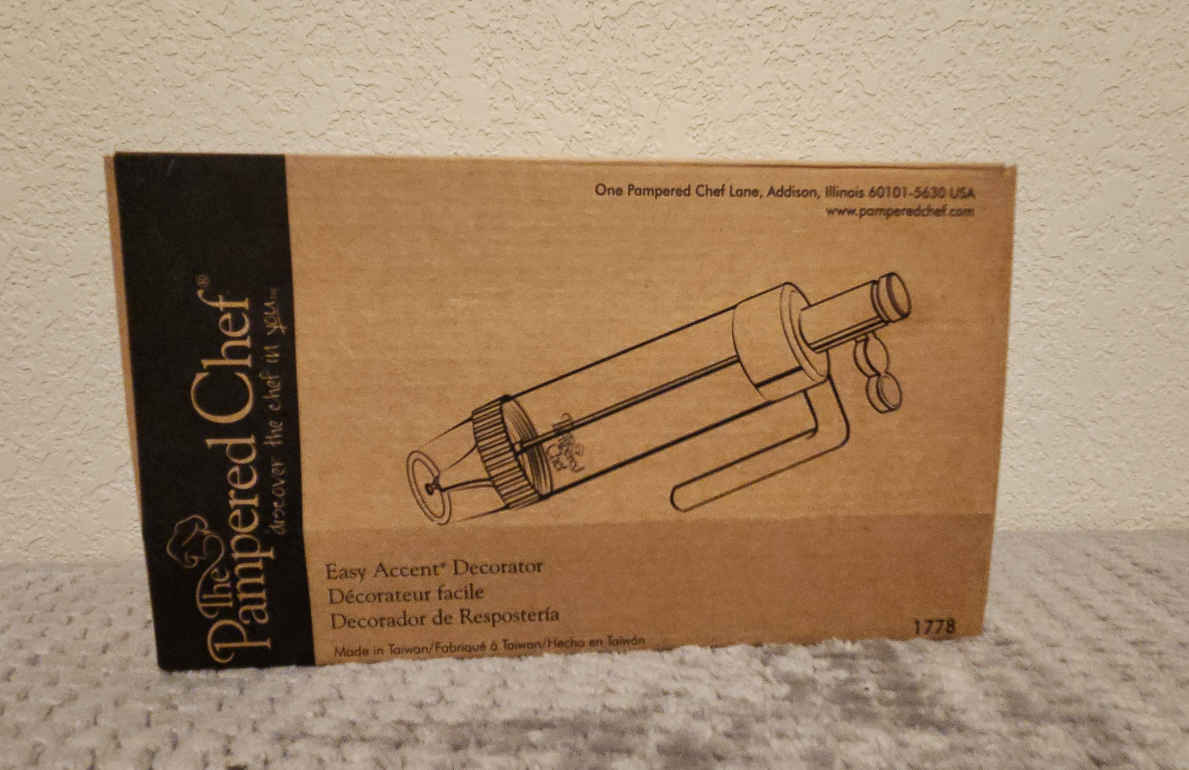 The
Pampered Chef®
discover the chef in you™
One Pampered Chef Lane, Addison, Illinois 60101-5630 USA
www.pamperedchef.com
Easy Accent® Decorator
Décorateur facile
Decorador de Respostería
Made in Taiwan/Fabriqué à Taiwan/Hecho en Taiwán
1778